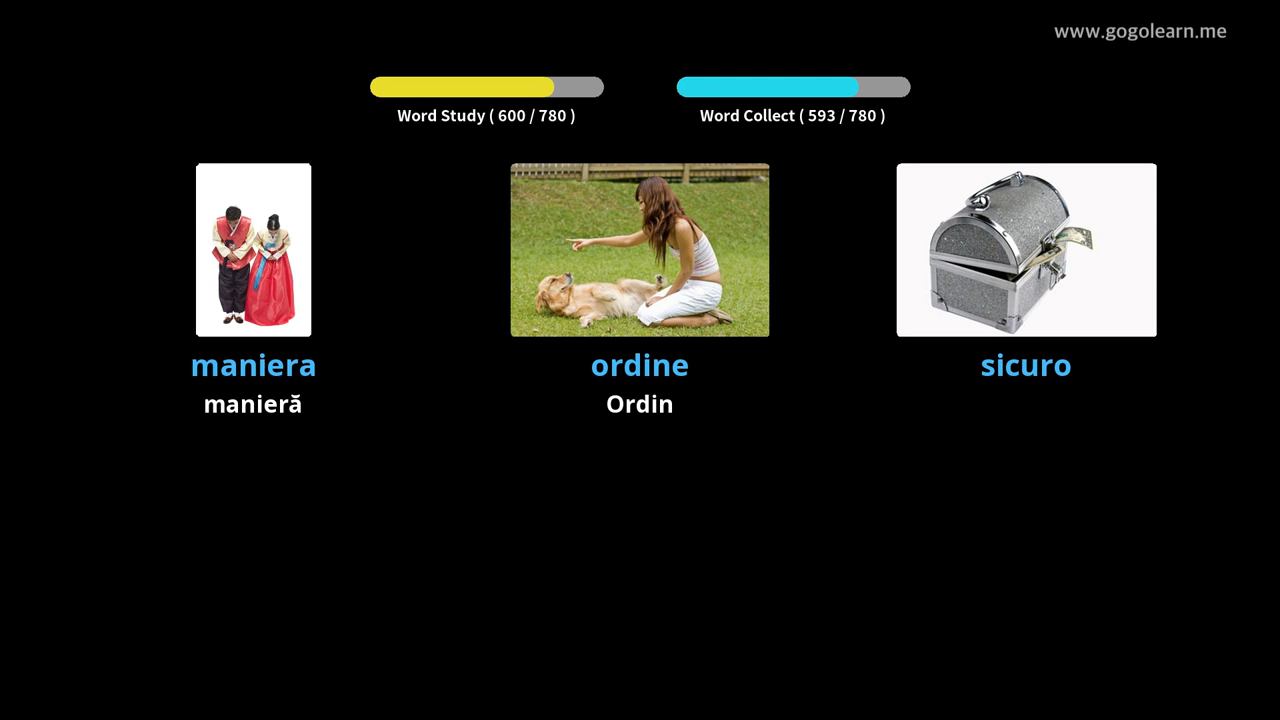 www.gogolearn.me
Word Study ( 600 / 780 )
Word Collect ( 593 / 780 )
maniera
ordine
sicuro
manieră
Ordin